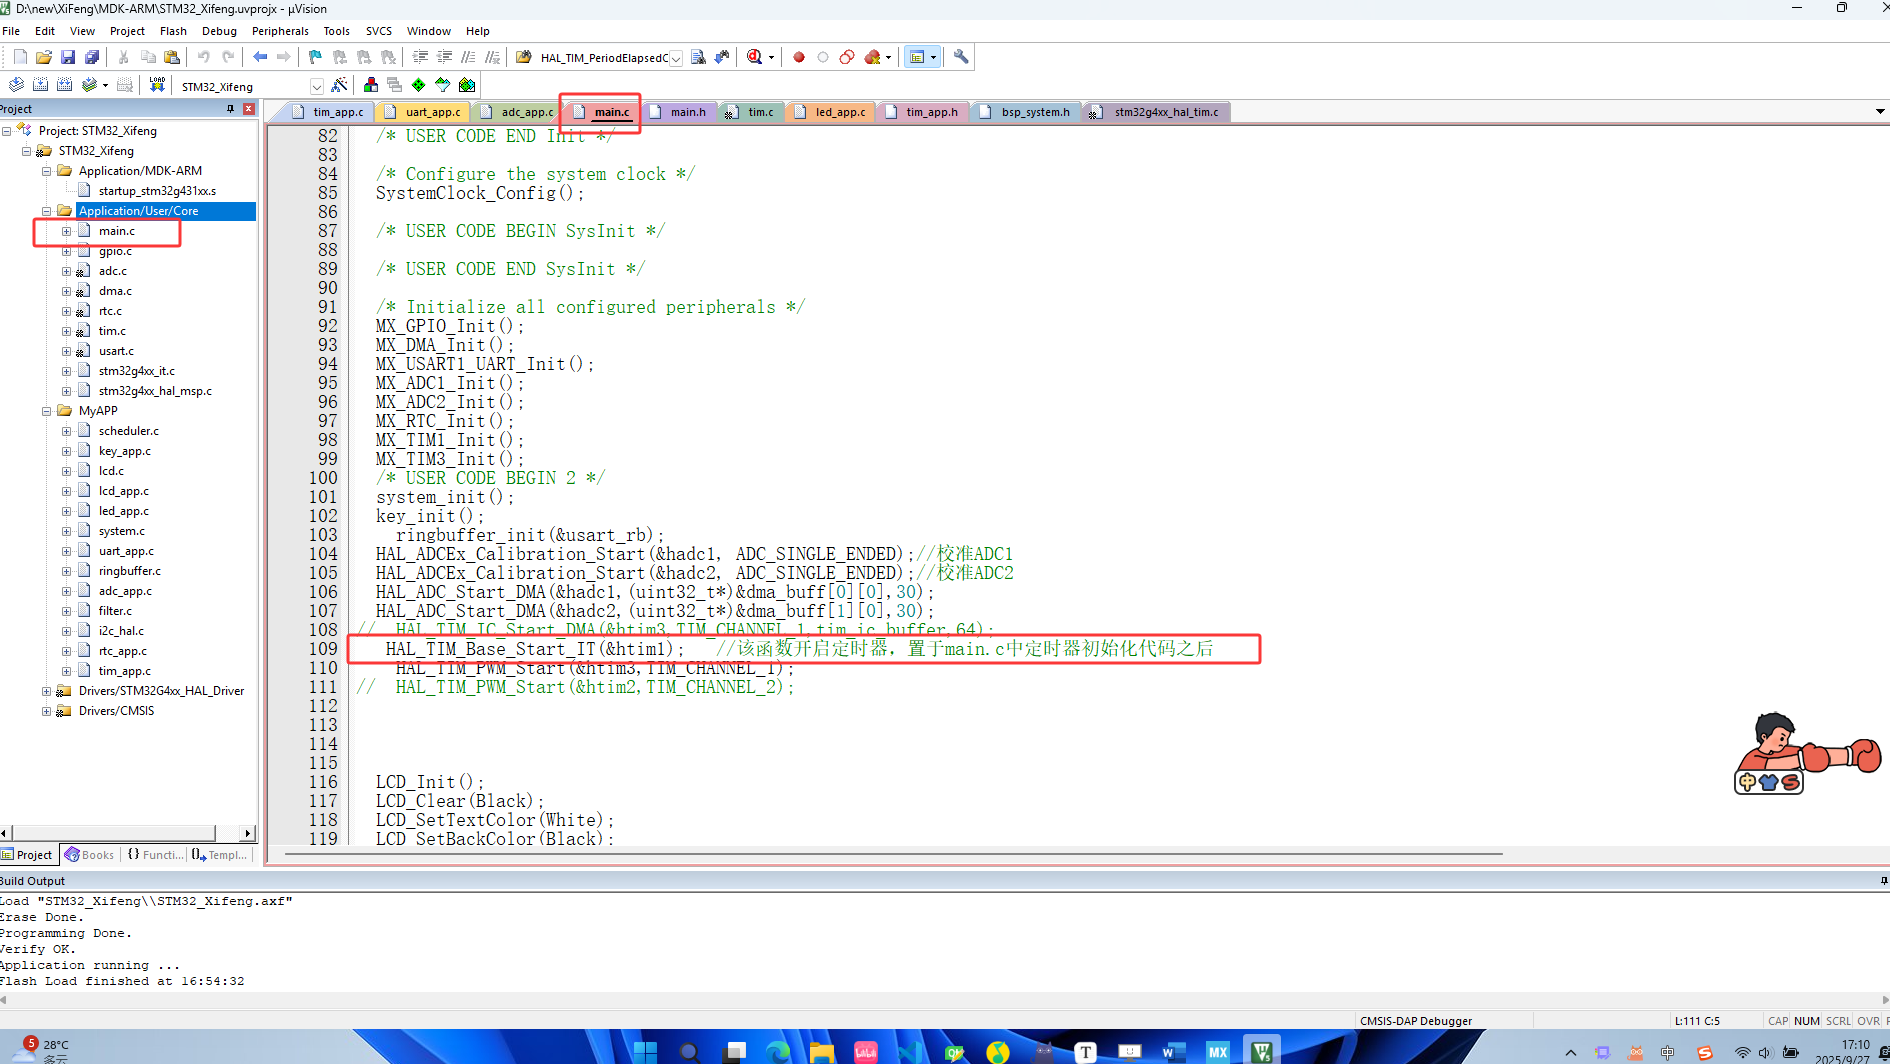 D:\new\XiFeng\MDK-ARM\STM32_Xifeng.uvprojx - µVision
File Edit View Project Flash Debug Peripherals Tools SVCS Window Help
HAL_TIM_PeriodElapsedC
STM32_Xifeng
Project
tim_app.c uart_app.c adc_app.c main.c main.h tim.c led_app.c tim_app.h bsp_system.h stm32g4xx_hal_tim.c
Project: STM32_Xifeng
STM32_Xifeng
Application/MDK-ARM
startup_stm32g431xx.s
Application/User/Core
main.c
gpio.c
adc.c
dma.c
rtc.c
tim.c
usart.c
stm32g4xx_it.c
stm32g4xx_hal_msp.c
MyAPP
scheduler.c
key_app.c
lcd.c
lcd_app.c
led_app.c
system.c
uart_app.c
ringbuffer.c
adc_app.c
filter.c
i2c_hal.c
rtc_app.c
tim_app.c
Drivers/STM32G4xx_HAL_Driver
Drivers/CMSIS
Project Books {} Functi... Templ...
82 /* USER CODE END Init */
83
84 /* Configure the system clock */
85 SystemClock_Config();
86
87 /* USER CODE BEGIN SysInit */
88
89 /* USER CODE END SysInit */
90
91 /* Initialize all configured peripherals */
92 MX_GPIO_Init();
93 MX_DMA_Init();
94 MX_USART1_UART_Init();
95 MX_ADC1_Init();
96 MX_ADC2_Init();
97 MX_RTC_Init();
98 MX_TIM1_Init();
99 MX_TIM3_Init();
100 /* USER CODE BEGIN 2 */
101 system_init();
102 key_init();
103 ringbuffer_init(&usart_rb);
104 HAL_ADCEx_Calibration_Start(&hadc1, ADC_SINGLE_ENDED);//校准ADC1
105 HAL_ADCEx_Calibration_Start(&hadc2, ADC_SINGLE_ENDED);//校准ADC2
106 HAL_ADC_Start_DMA(&hadc1,(uint32_t*)&dma_buff[0][0],30);
107 HAL_ADC_Start_DMA(&hadc2,(uint32_t*)&dma_buff[1][0],30);
108 // HAL_TIM_IC_Start_DMA(&htim3,TIM_CHANNEL_1,tim_ic_buffer,64);
109 HAL_TIM_Base_Start_IT(&htim1); //该函数开启定时器，置于main.c中定时器初始化代码之后
110 HAL_TIM_PWM_Start(&htim3,TIM_CHANNEL_1);
111 // HAL_TIM_PWM_Start(&htim2,TIM_CHANNEL_2);
112
113
114
115
116 LCD_Init();
117 LCD_Clear(Black);
118 LCD_SetTextColor(White);
119 LCD_SetBackColor(Black);
中 S
Build Output
Load "STM32_Xifeng\\STM32_Xifeng.axf"
Erase Done.
Programming Done.
Verify OK.
Application running ...
Flash Load finished at 16:54:32
CMSIS-DAP Debugger L:111 C:5 CAP NUM SCRL OVR
5 28°C
多云
中 17:10
2025/9/27